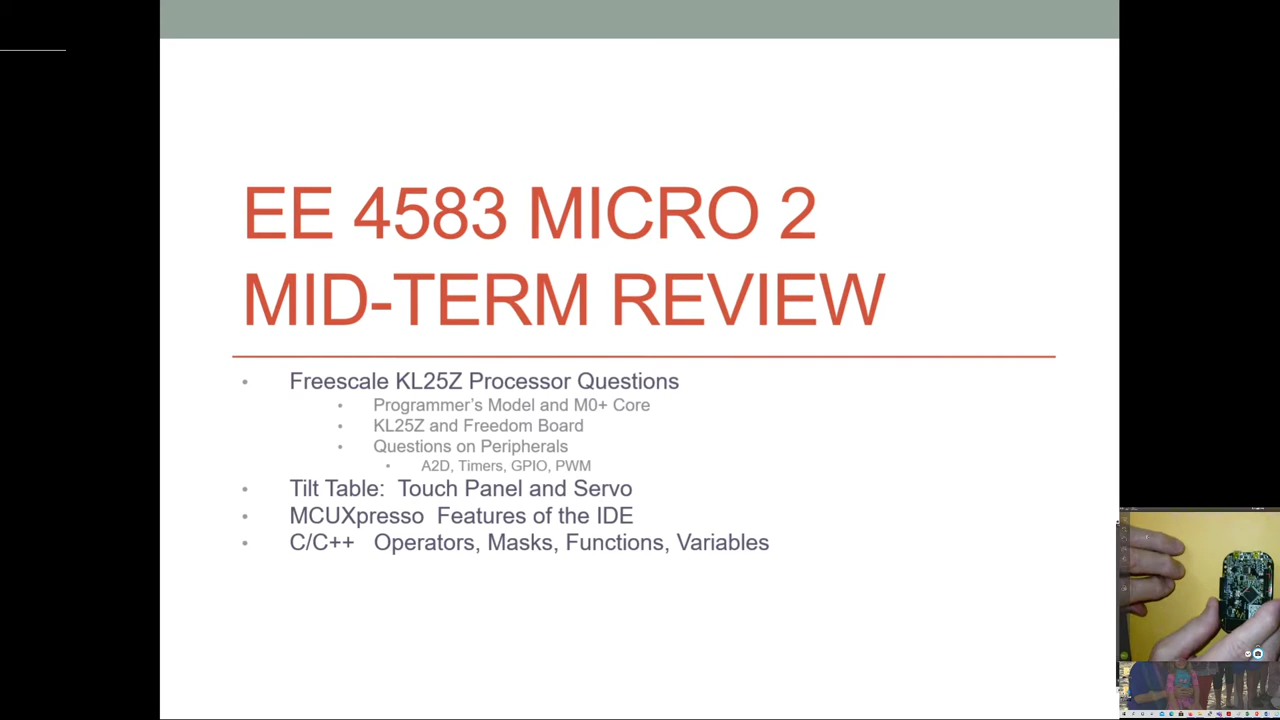 EE 4583 MICRO 2
MID-TERM REVIEW
• Freescale KL25Z Processor Questions
• Programmer's Model and M0+ Core
• KL25Z and Freedom Board
• Questions on Peripherals
• A2D, Timers, GPIO, PWM
• Tilt Table: Touch Panel and Servo
• MCUXpresso Features of the IDE
• C/C++ Operators, Masks, Functions, Variables